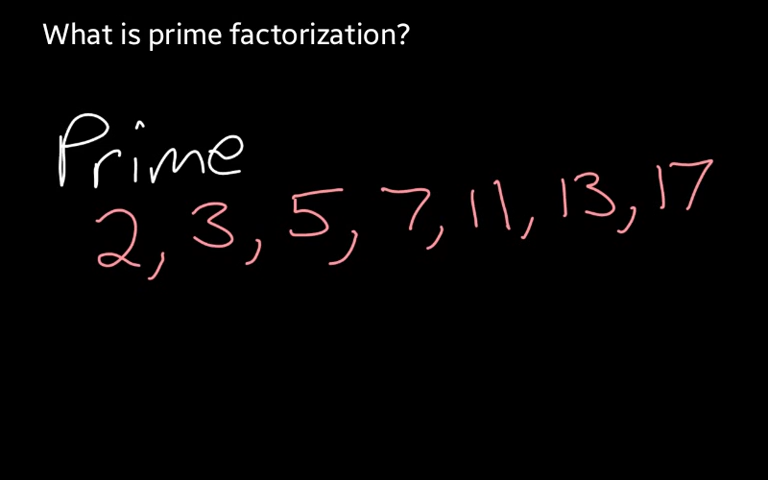 What is prime factorization?
Prime
2, 3, 5, 7, 11, 13, 17